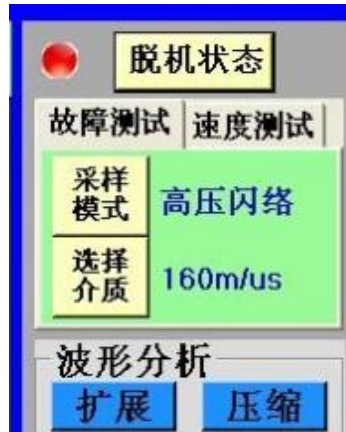 脱机状态
故障测试 速度测试
采样
模式
高压闪络
选择
介质
160m/us
波形分析
扩展 压缩